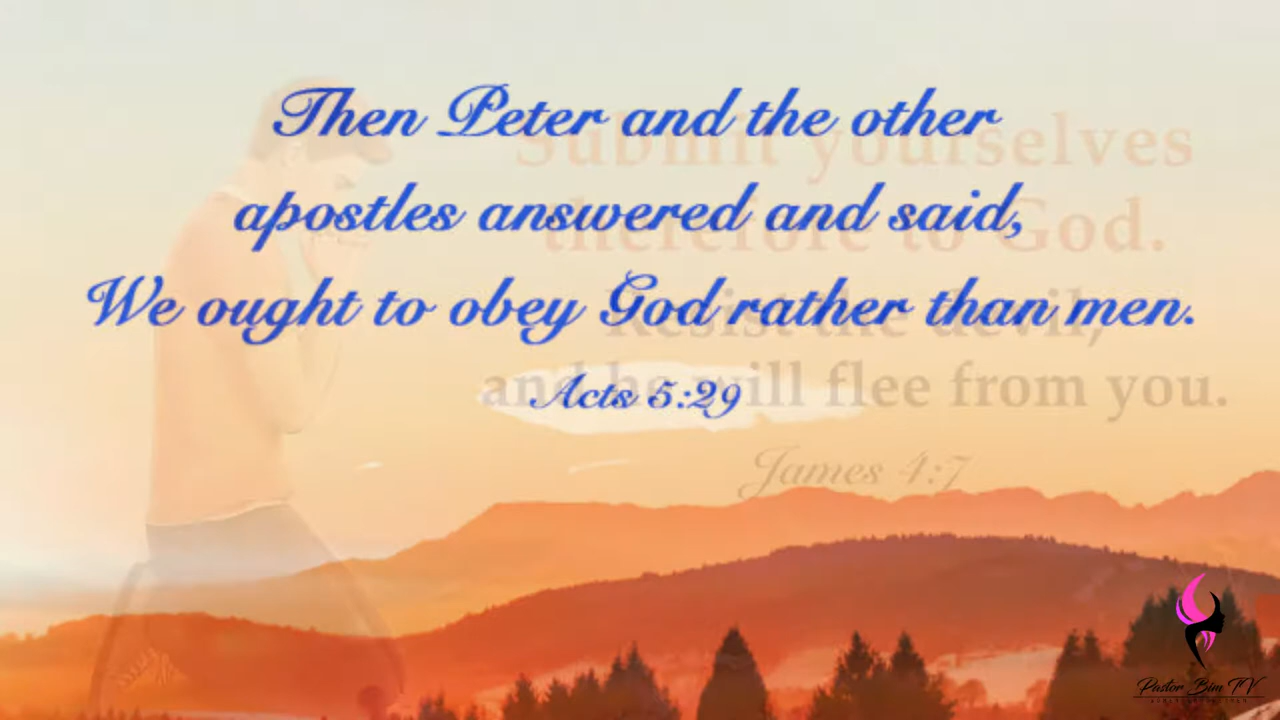 Then Peter and the other
apostles answered and said,
We ought to obey God rather than men.
Acts 5:29
Submit yourselves
therefore to God.
Resist the devil,
and he will flee from you.
James 4:7
Pastor Bim TV